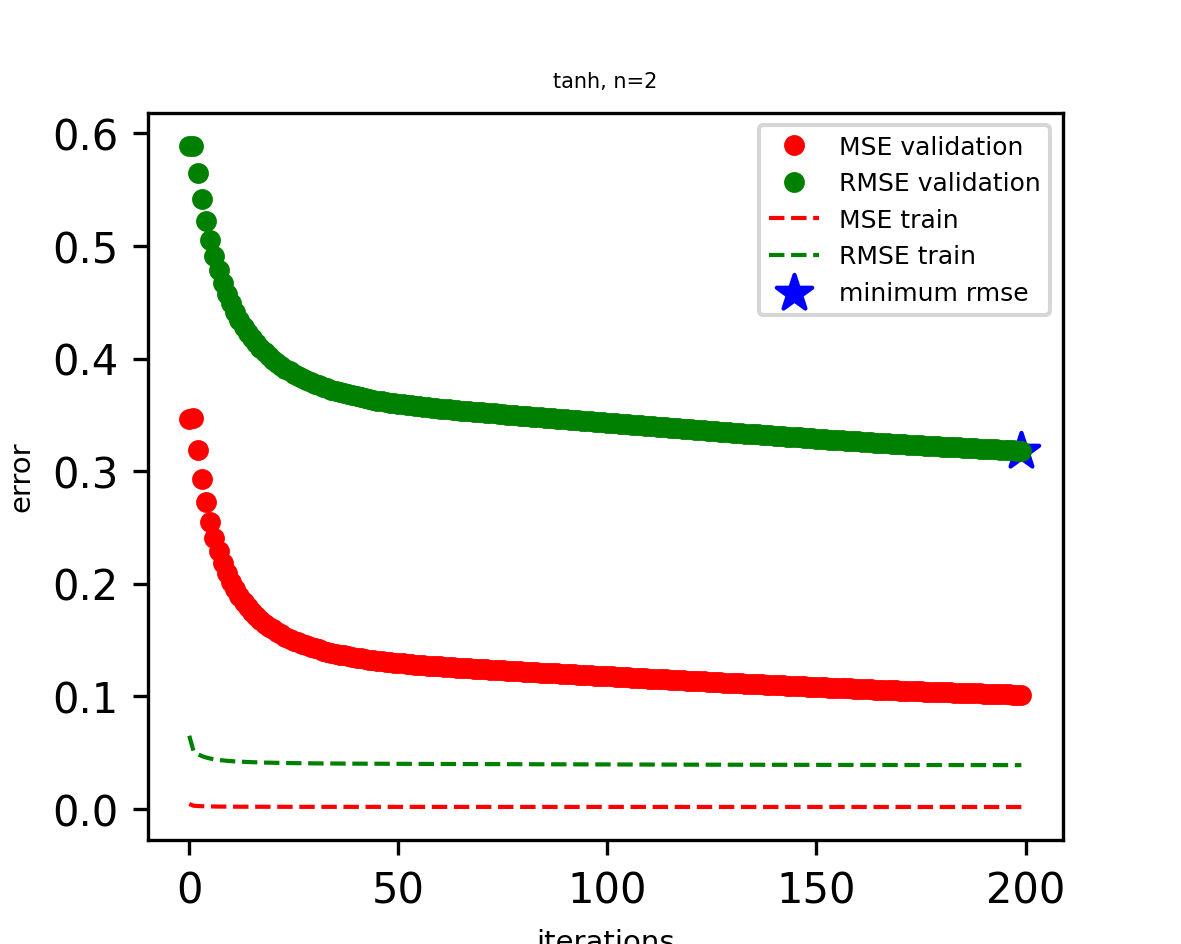 tanh, n=2
0.6
0.5
0.4
0.3
0.2
0.1
0.0
error
MSE validation
RMSE validation
MSE train
RMSE train
minimum rmse
0 50 100 150 200
iterations